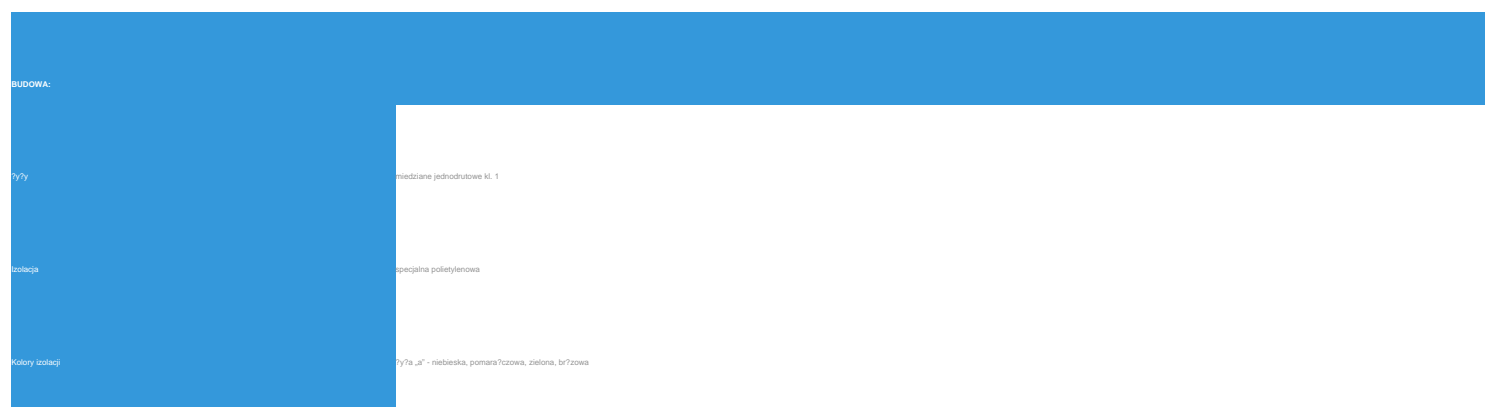 BUDOWA:
?y?y
miedziane jednodrutowe kl. 1
Izolacja
specjalna polietylenowa
Kolory izolacji
?y?a „a” - niebieska, pomara?czowa, zielona, br?zowa